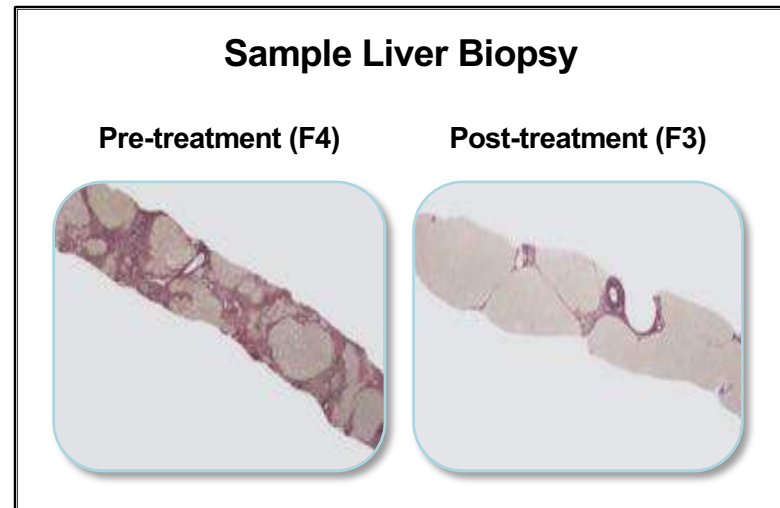 Sample Liver Biopsy
Pre-treatment (F4)
Post-treatment (F3)